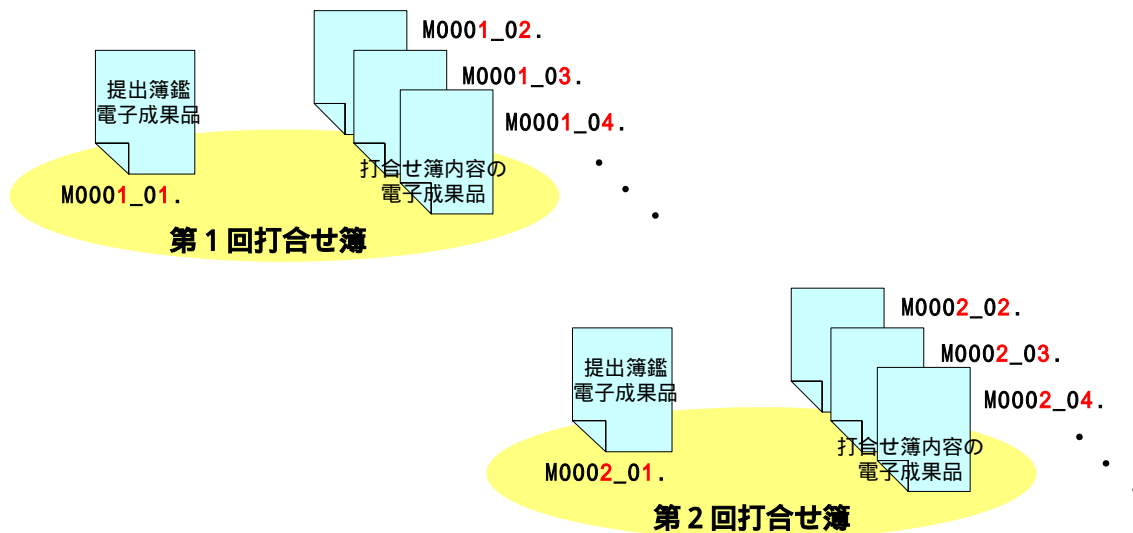 M0001_02.
M0001_03.
M0001_04.
提出簿鑑
電子成果品
打合せ簿内容の
電子成果品
M0001_01.
第1回打合せ簿
M0002_02.
M0002_03.
M0002_04.
提出簿鑑
電子成果品
打合せ簿内容の
電子成果品
M0002_01.
第2回打合せ簿